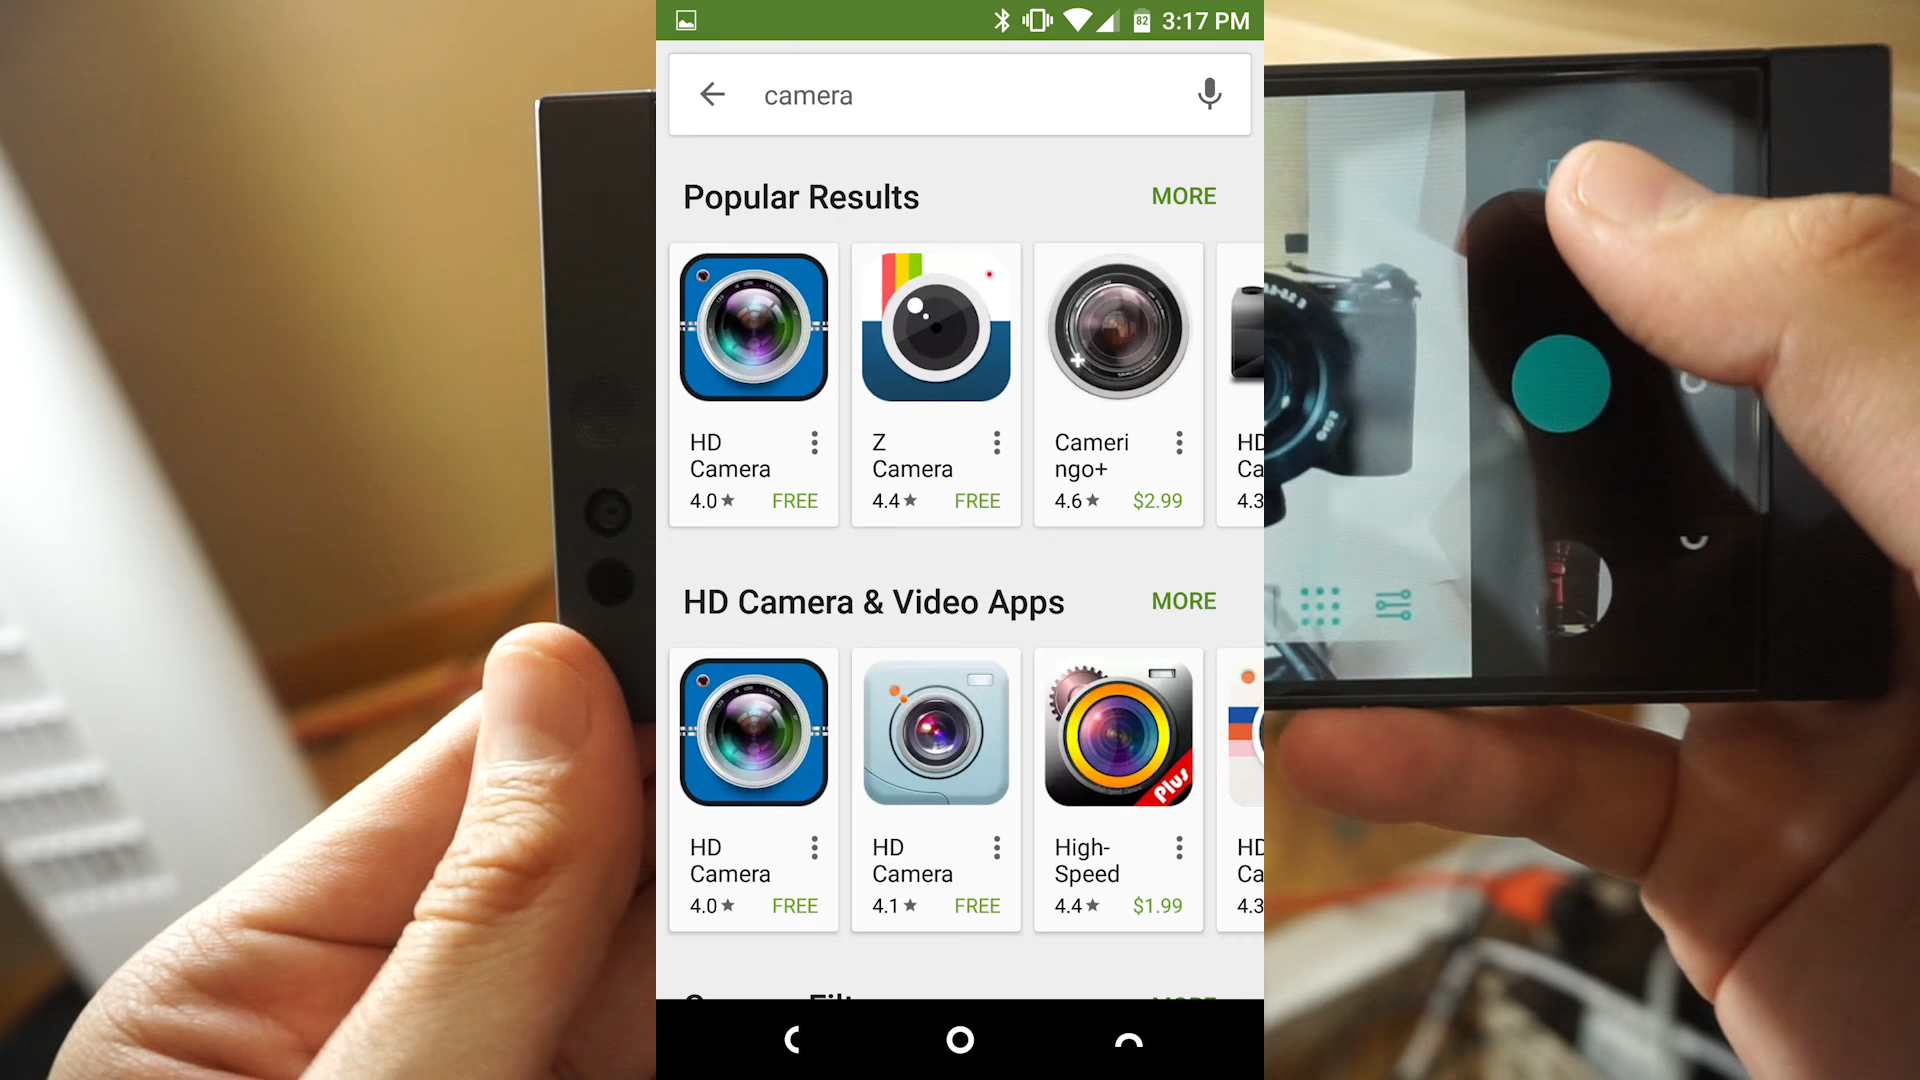 82 3:17 PM
camera
Popular Results MORE
HD
Camera
4.0 FREE
Z
Camera
4.4 FREE
Cameri
ngo+
4.6 $2.99
HD
Ca
4.3
HD Camera & Video Apps MORE
HD
Camera
4.0 FREE
HD
Camera
4.1 FREE
Plus
High-
Speed
4.4 $1.99
HD
Ca
4.3